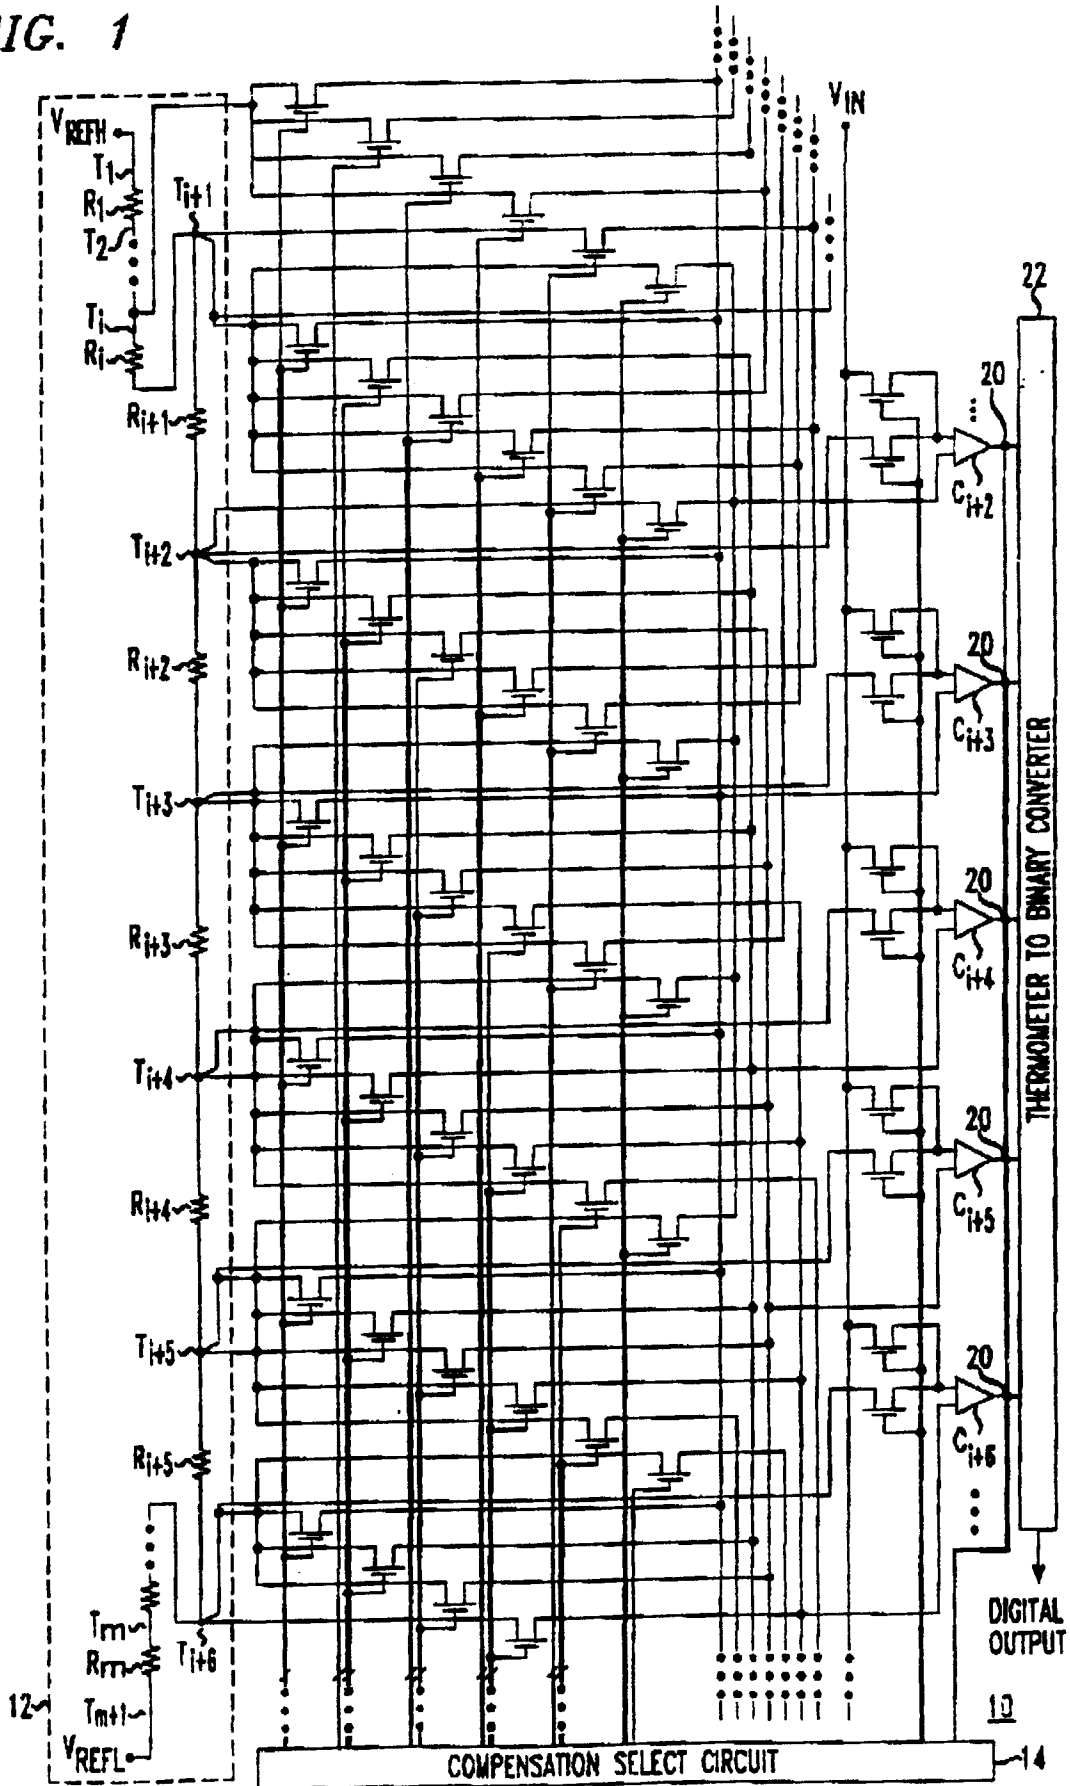 FIG. 1
VREFH
T1
R1
T2
Ti
Ri
Ti+1
Ri+1
Ti+2
Ri+2
Ti+3
Ri+3
Ti+4
Ri+4
Ti+5
Ri+5
Ti+6
Tm
Rm
Tm+1
VREFL
12
VIN
22
20
Ci+2
20
Ci+3
20
Ci+4
20
Ci+5
20
Ci+6
THERMOMETER TO BINARY CONVERTER
DIGITAL
OUTPUT
10
COMPENSATION SELECT CIRCUIT
14